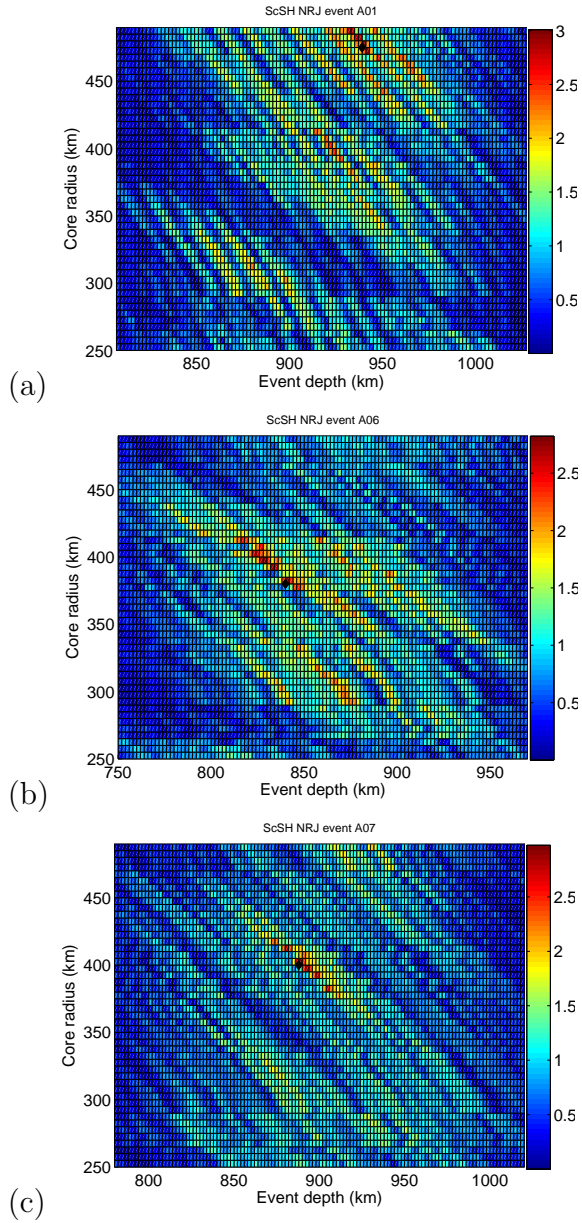 ScSH NRJ event A01
3
450
2.5
400
2
350
1.5
300
1
250
0.5
850 900 950 1000
Core radius (km)
Event depth (km)
(a)
ScSH NRJ event A06
450
2.5
400
2
350
1.5
300
1
250
0.5
750 800 850 900 950
Core radius (km)
Event depth (km)
(b)
ScSH NRJ event A07
450
2.5
400
2
350
1.5
300
1
250
0.5
800 850 900 950 1000
Core radius (km)
Event depth (km)
(c)